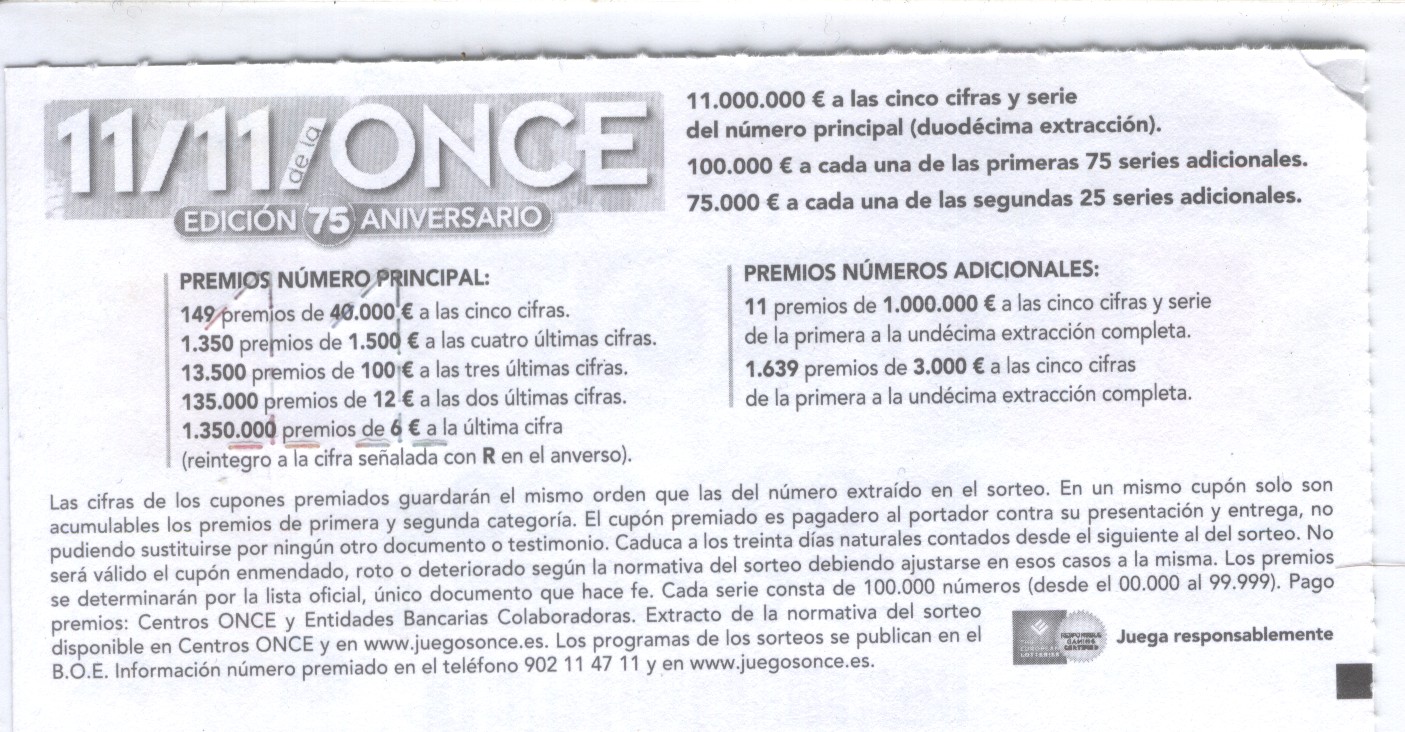 11/11/ONCE
de la
EDICIÓN 75 ANIVERSARIO
11.000.000 € a las cinco cifras y serie
del número principal (duodécima extracción).
100.000 € a cada una de las primeras 75 series adicionales.
75.000 € a cada una de las segundas 25 series adicionales.
PREMIOS NÚMERO PRINCIPAL:
149 premios de 40.000 € a las cinco cifras.
1.350 premios de 1.500 € a las cuatro últimas cifras.
13.500 premios de 100 € a las tres últimas cifras.
135.000 premios de 12 € a las dos últimas cifras.
1.350.000 premios de 6 € a la última cifra
(reintegro a la cifra señalada con R en el anverso).
PREMIOS NÚMEROS ADICIONALES:
11 premios de 1.000.000 € a las cinco cifras y serie
de la primera a la undécima extracción completa.
1.639 premios de 3.000 € a las cinco cifras
de la primera a la undécima extracción completa.
Las cifras de los cupones premiados guardarán el mismo orden que las del número extraído en el sorteo. En un mismo cupón solo son
acumulables los premios de primera y segunda categoría. El cupón premiado es pagadero al portador contra su presentación y entrega, no
pudiendo sustituirse por ningún otro documento o testimonio. Caduca a los treinta días naturales contados desde el siguiente al del sorteo. No
será válido el cupón enmendado, roto o deteriorado según la normativa del sorteo debiendo ajustarse en esos casos a la misma. Los premios
se determinarán por la lista oficial, único documento que hace fe. Cada serie consta de 100.000 números (desde el 00.000 al 99.999). Pago
premios: Centros ONCE y Entidades Bancarias Colaboradoras. Extracto de la normativa del sorteo
disponible en Centros ONCE y en www.juegosonce.es. Los programas de los sorteos se publican en el
B.O.E. Información número premiado en el teléfono 902 11 47 11 y en www.juegosonce.es.
RESPONSIBLE
GAMING
CERTIFIED
EUROPEAN
LOTTERIES
Juega responsablemente